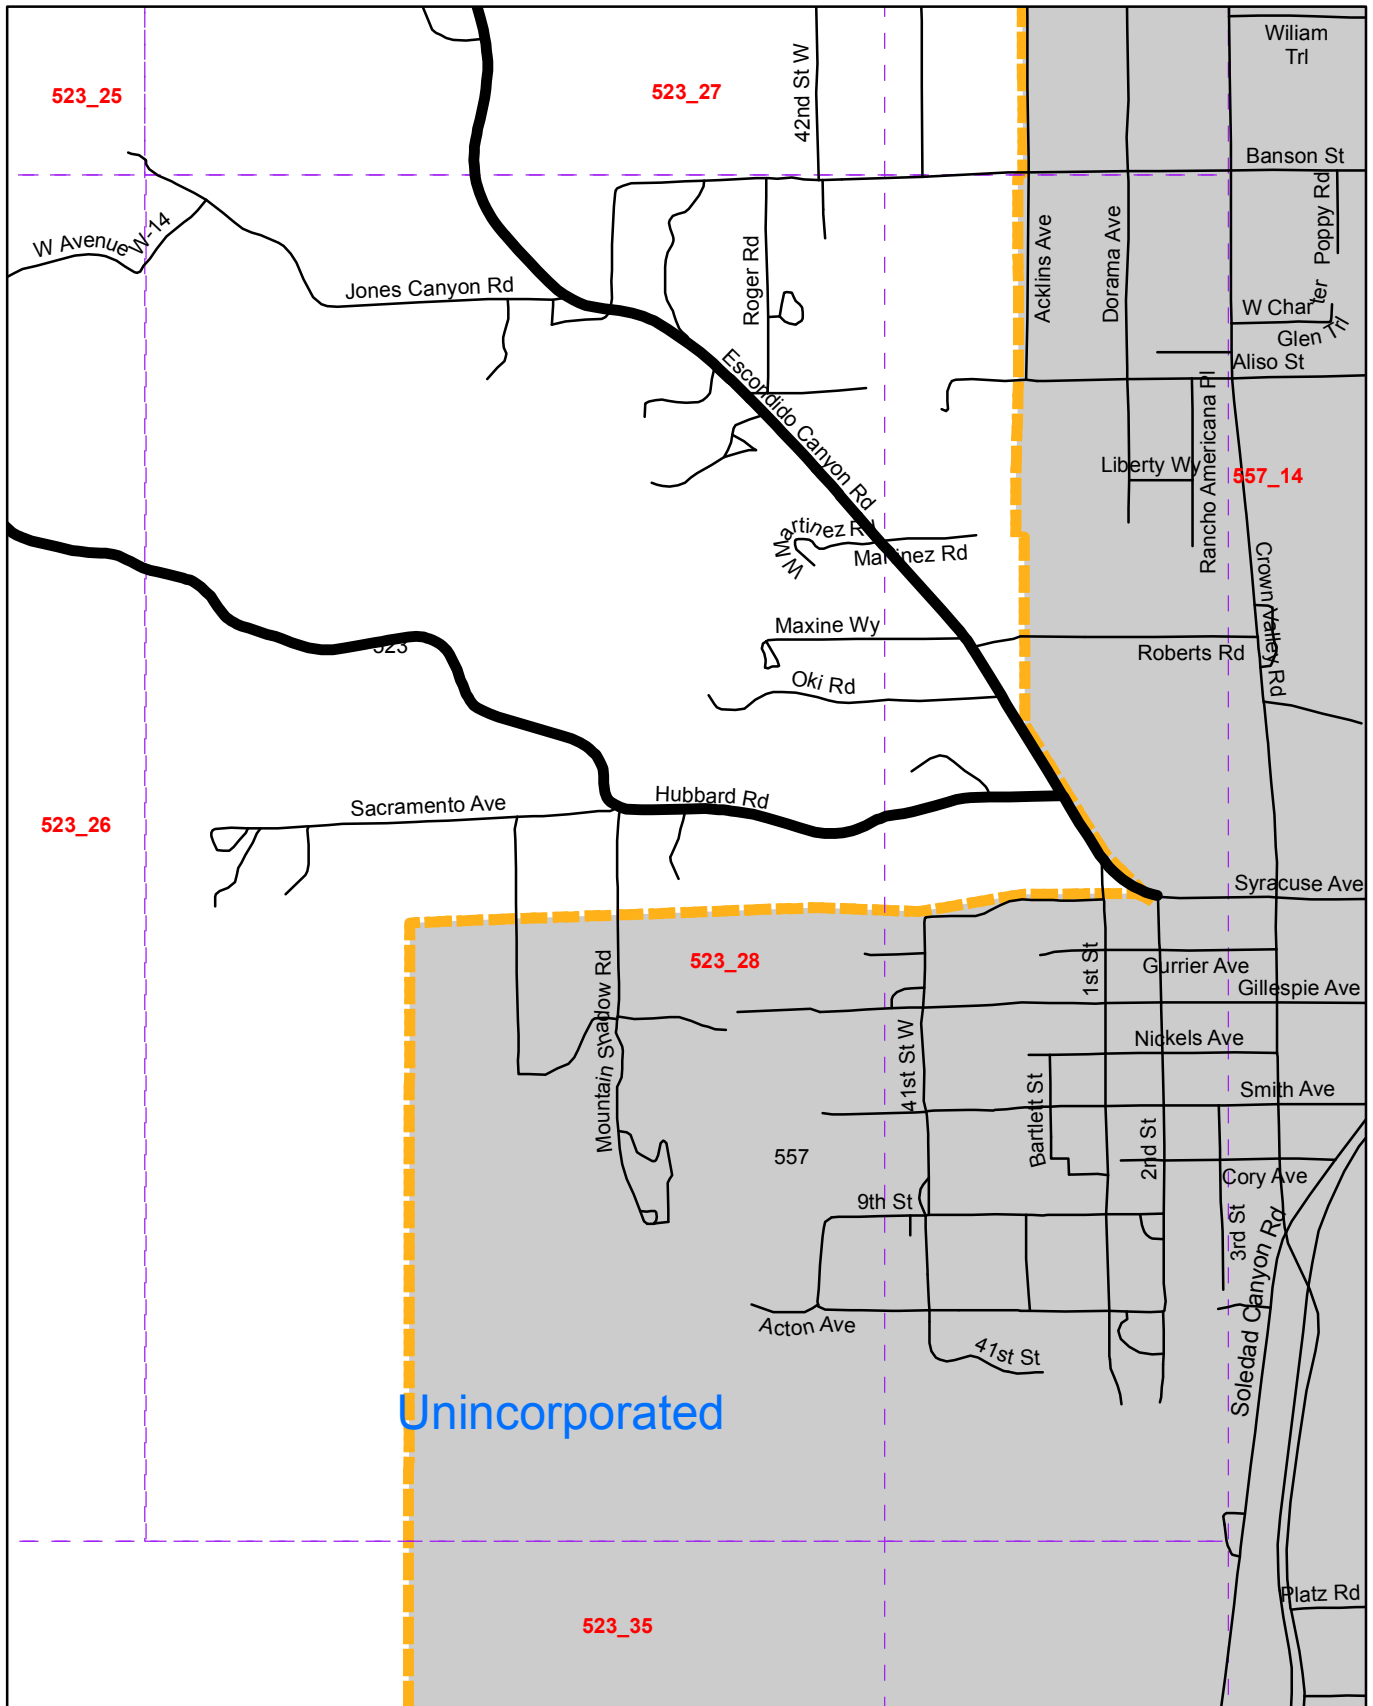 Wiliam
Trl
523_25
523_27
42nd St W
Banson St
Poppy Rd
W Avenue W-14
Acklins Ave
Dorama Ave
Roger Rd
Jones Canyon Rd
W Charter
Glen Trl
Aliso St
Escondido Canyon Rd
Rancho Americana Pl
Liberty Wy
557_14
W Martinez Rd
Martinez Rd
Crown Valley Rd
Maxine Wy
523
Roberts Rd
Oki Rd
Hubbard Rd
Sacramento Ave
523_26
Syracuse Ave
523_28
Mountain Shadow Rd
1st St
Gurrier Ave
Gillespie Ave
41st St W
Nickels Ave
Bartlett St
Smith Ave
2nd St
557
Cory Ave
9th St
3rd St
Soledad Canyon Rd
Acton Ave
41st St
Unincorporated
Platz Rd
523_35